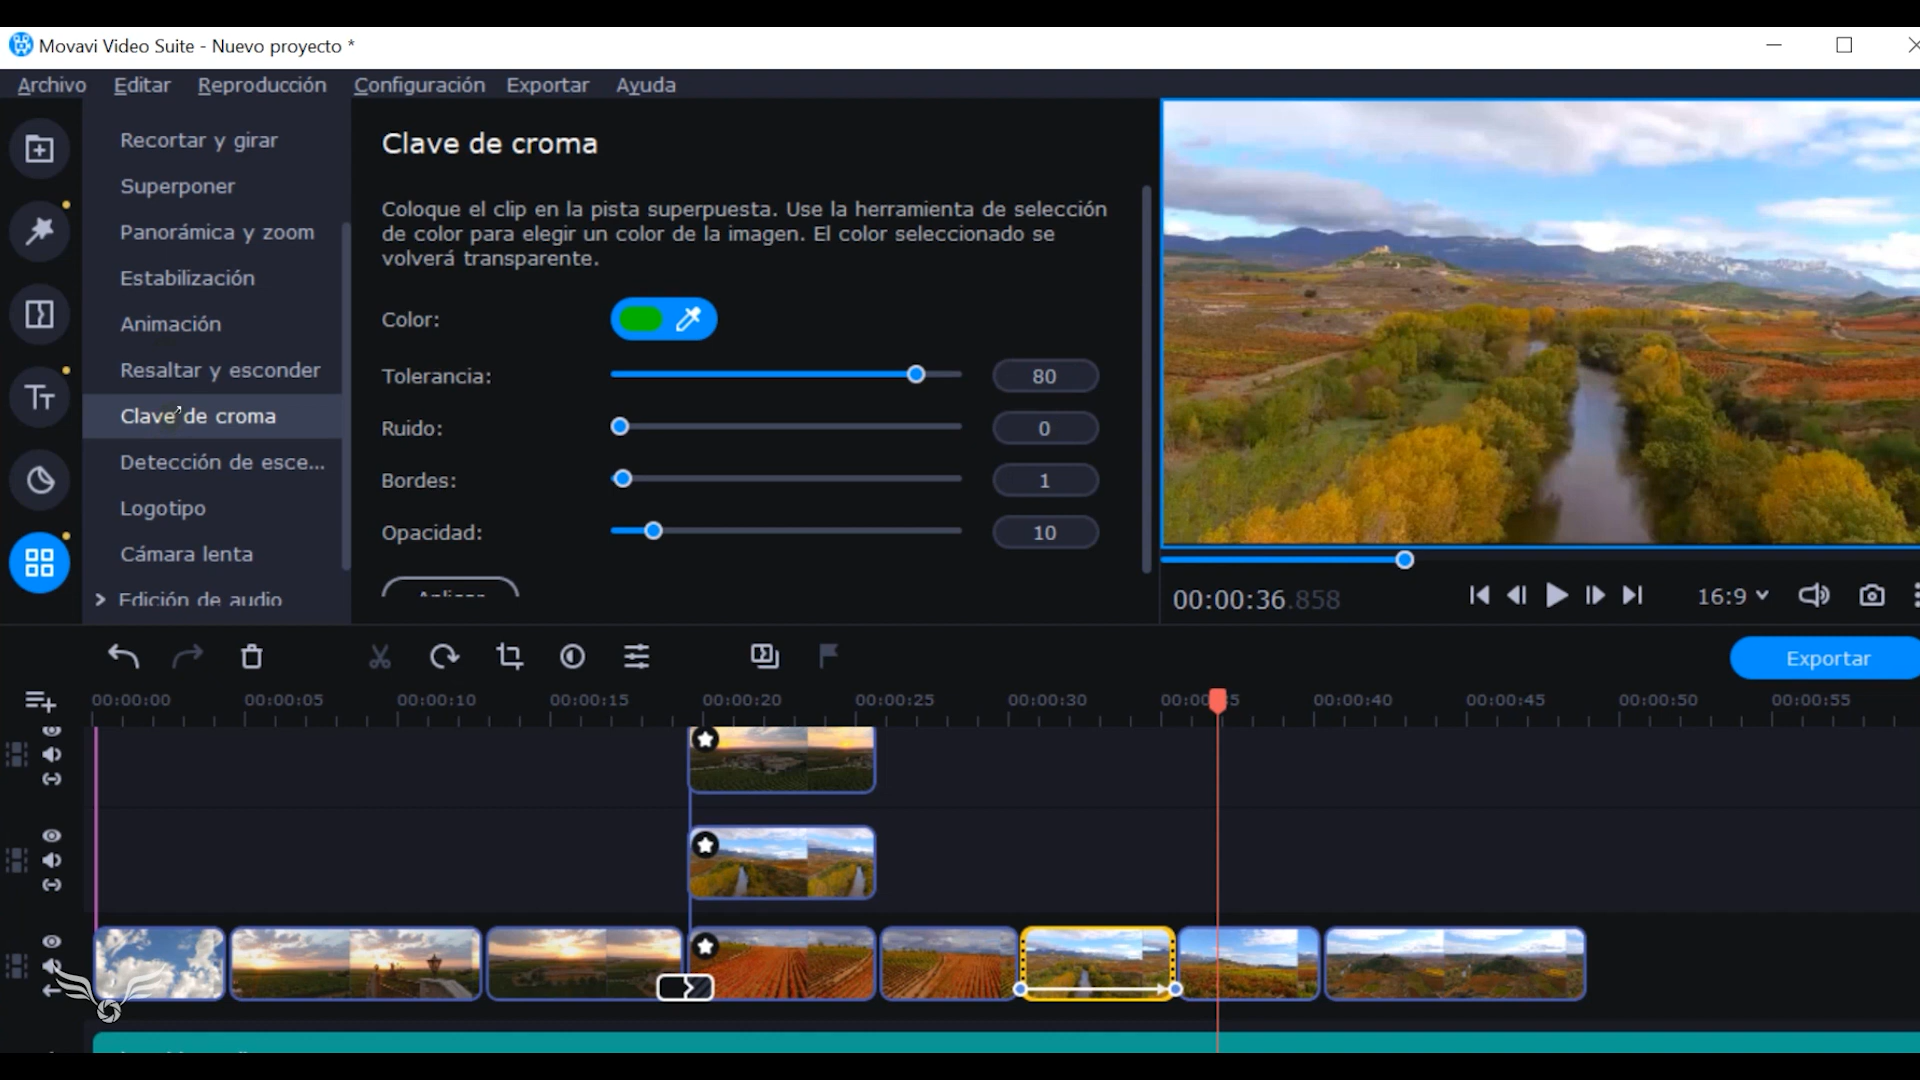 Movavi Video Suite - Nuevo proyecto *
Archivo Editar Reproducción Configuración Exportar Ayuda
Recortar y girar
Superponer
Panorámica y zoom
Estabilización
Animación
Resaltar y esconder
Clave de croma
Detección de esce...
Logotipo
Cámara lenta
Edición de audio
Clave de croma
Coloque el clip en la pista superpuesta. Use la herramienta de selección
de color para elegir un color de la imagen. El color seleccionado se
volverá transparente.
Color:
Tolerancia: 80
Ruido: 0
Bordes: 1
Opacidad: 10
Aplicar
00:00:36.858
16:9
Exportar
00:00:00 00:00:05 00:00:10 00:00:15 00:00:20 00:00:25 00:00:30 00:00:35 00:00:40 00:00:45 00:00:50 00:00:55